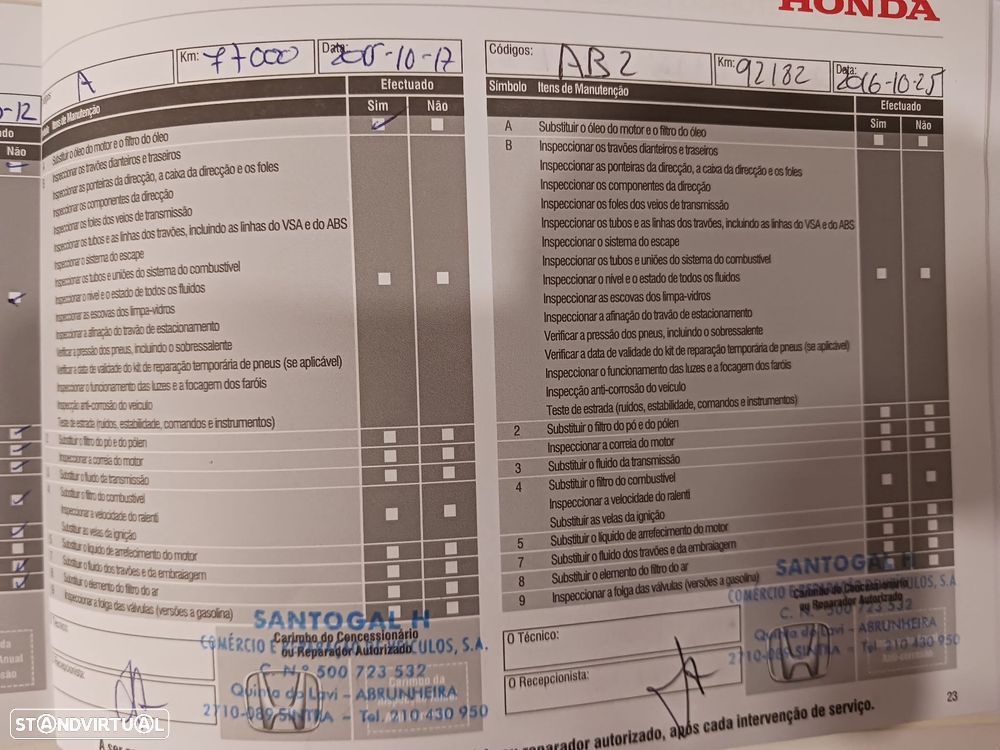 HONDA
Km: 77000
Data: 2015-10-17
A
Itens de Manutenção
Efectuado
Sim Não
Substituir o óleo do motor e o filtro do óleo
Inspeccionar os travões dianteiros e traseiros
Inspeccionar as ponteiras da direcção, a caixa da direcção e os foles
Inspeccionar os componentes da direcção
Inspeccionar os foles dos veios de transmissão
Inspeccionar os tubos e as linhas dos travões, incluindo as linhas do VSA e do ABS
Inspeccionar o sistema do escape
Inspeccionar os tubos e uniões do sistema do combustível
Inspeccionar o nível e o estado de todos os fluidos
Inspeccionar as escovas dos limpa-vidros
Inspeccionar a afinação do travão de estacionamento
Verificar a pressão dos pneus, incluindo o sobressalente
Verificar a data de validade do kit de reparação temporária de pneus (se aplicável)
Inspeccionar o funcionamento das luzes e a focagem dos faróis
Inspecção anti-corrosão do veículo
Teste de estrada (ruídos, estabilidade, comandos e instrumentos)
Substituir o filtro do pó e do pólen
Inspeccionar a correia do motor
Substituir o fluido da transmissão
Substituir o filtro do combustível
Inspeccionar a velocidade do ralenti
Substituir as velas da ignição
Substituir o líquido de arrefecimento do motor
Substituir o fluido dos travões e da embraiagem
Substituir o elemento do filtro do ar
Inspeccionar a folga das válvulas (versões a gasolina)
SANTOGAL H
COMÉRCIO E REPARAÇÃO DE VEÍCULOS, S.A.
Carimbo do Concessionário
ou Reparador Autorizado
C. N.º 500 723 532
Quinta do Lavi - ABRUNHEIRA
2710-089 SINTRA - Tel. 210 430 950
Códigos: AB2
Km: 92182
Data: 2016-10-25
Símbolo Itens de Manutenção
Efectuado
Sim Não
A Substituir o óleo do motor e o filtro do óleo
B Inspeccionar os travões dianteiros e traseiros
Inspeccionar as ponteiras da direcção, a caixa da direcção e os foles
Inspeccionar os componentes da direcção
Inspeccionar os foles dos veios de transmissão
Inspeccionar os tubos e as linhas dos travões, incluindo as linhas do VSA e do ABS
Inspeccionar o sistema do escape
Inspeccionar os tubos e uniões do sistema do combustível
Inspeccionar o nível e o estado de todos os fluidos
Inspeccionar as escovas dos limpa-vidros
Inspeccionar a afinação do travão de estacionamento
Verificar a pressão dos pneus, incluindo o sobressalente
Verificar a data de validade do kit de reparação temporária de pneus (se aplicável)
Inspeccionar o funcionamento das luzes e a focagem dos faróis
Inspecção anti-corrosão do veículo
Teste de estrada (ruídos, estabilidade, comandos e instrumentos)
2 Substituir o filtro do pó e do pólen
Inspeccionar a correia do motor
3 Substituir o fluido da transmissão
4 Substituir o filtro do combustível
Inspeccionar a velocidade do ralenti
Substituir as velas da ignição
5 Substituir o líquido de arrefecimento do motor
7 Substituir o fluido dos travões e da embraiagem
8 Substituir o elemento do filtro do ar
9 Inspeccionar a folga das válvulas (versões a gasolina)
O Técnico:
O Recepcionista:
SANTOGAL H
COMÉRCIO E REPARAÇÃO DE VEÍCULOS, S.A
Carimbo do Concessionário
ou Reparador Autorizado
C. N.º 500 723 532
Quinta do Lavi - ABRUNHEIRA
2710-089 SINTRA - Tel 210 430 950
23
reparador autorizado, após cada intervenção de serviço.
STANDVIRTUAL